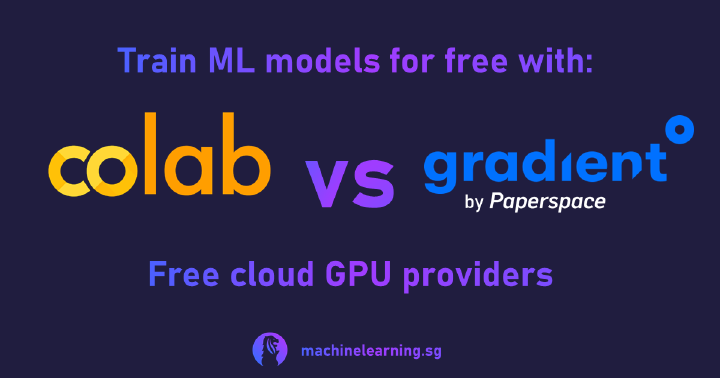 Train ML models for free with:
colab vs gradient
by Paperspace
Free cloud GPU providers
machinelearning.sg